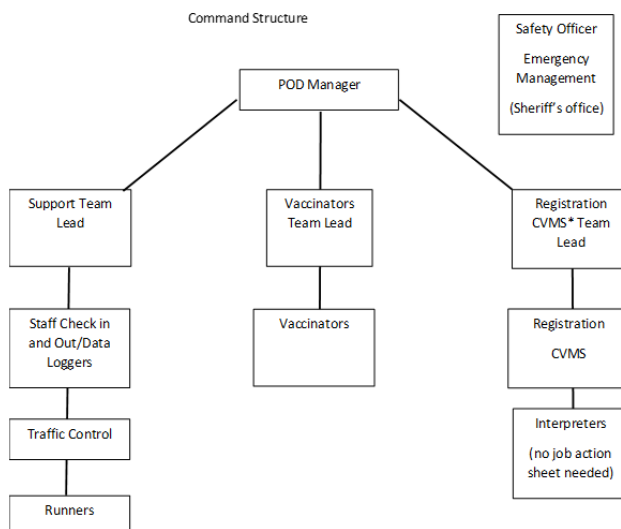 Command Structure
Safety Officer
Emergency
Management
(Sheriff's office)
POD Manager
Support Team
Lead
Vaccinators
Team Lead
Registration
CVMS* Team
Lead
Staff Check in
and Out/Data
Loggers
Vaccinators
Registration
CVMS
Traffic Control
Interpreters
(no job action
sheet needed)
Runners